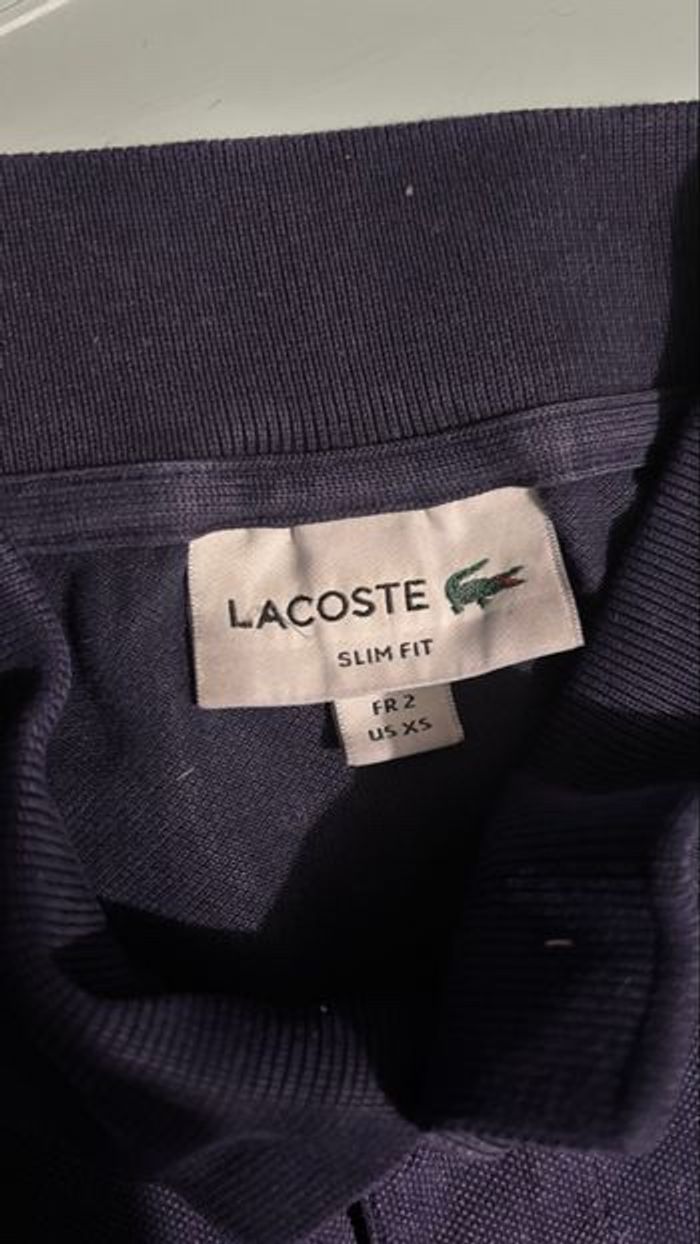 LACOSTE
SLIM FIT
FR 2
US XS